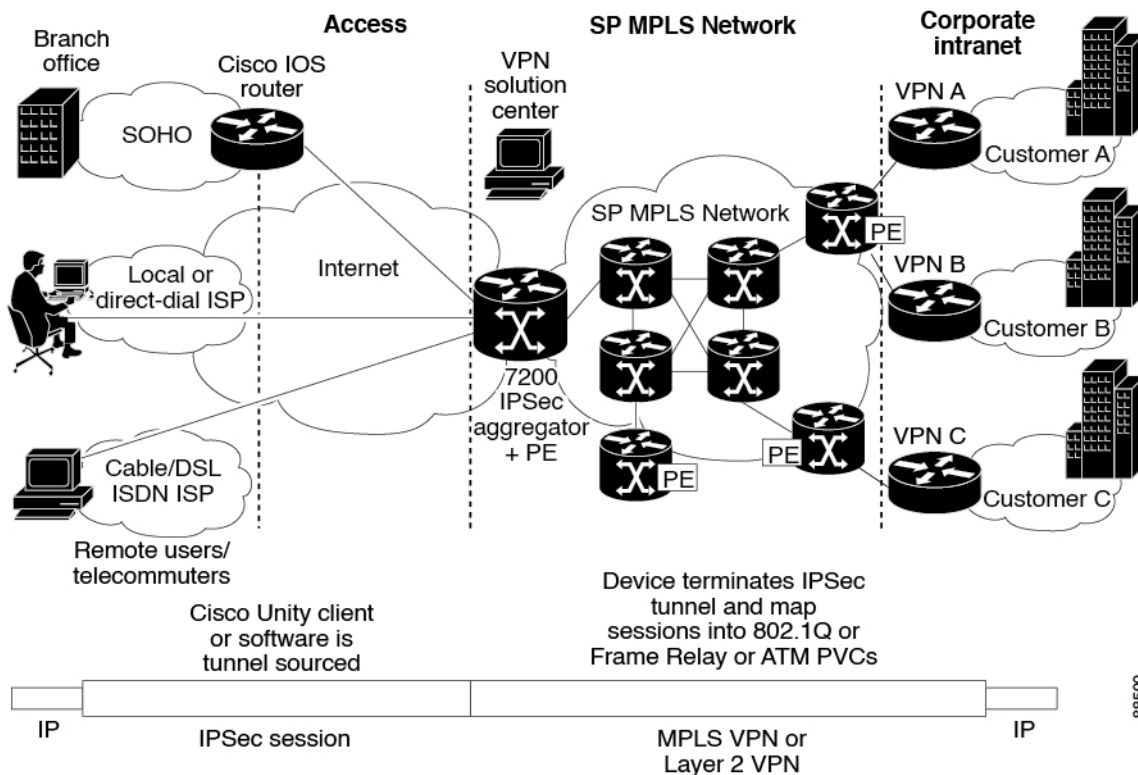 Access
SP MPLS Network
Corporate
intranet
Branch
office
Cisco IOS
router
VPN
solution
center
VPN A
SOHO
Customer A
SP MPLS Network
PE
Internet
Local or
direct-dial ISP
VPN B
Customer B
7200
IPSec
aggregator
+ PE
VPN C
PE
PE
Cable/DSL
ISDN ISP
Customer C
Remote users/
telecommuters
Cisco Unity client
or software is
tunnel sourced
Device terminates IPSec
tunnel and map
sessions into 802.1Q or
Frame Relay or ATM PVCs
IP
IPSec session
MPLS VPN or
Layer 2 VPN
IP